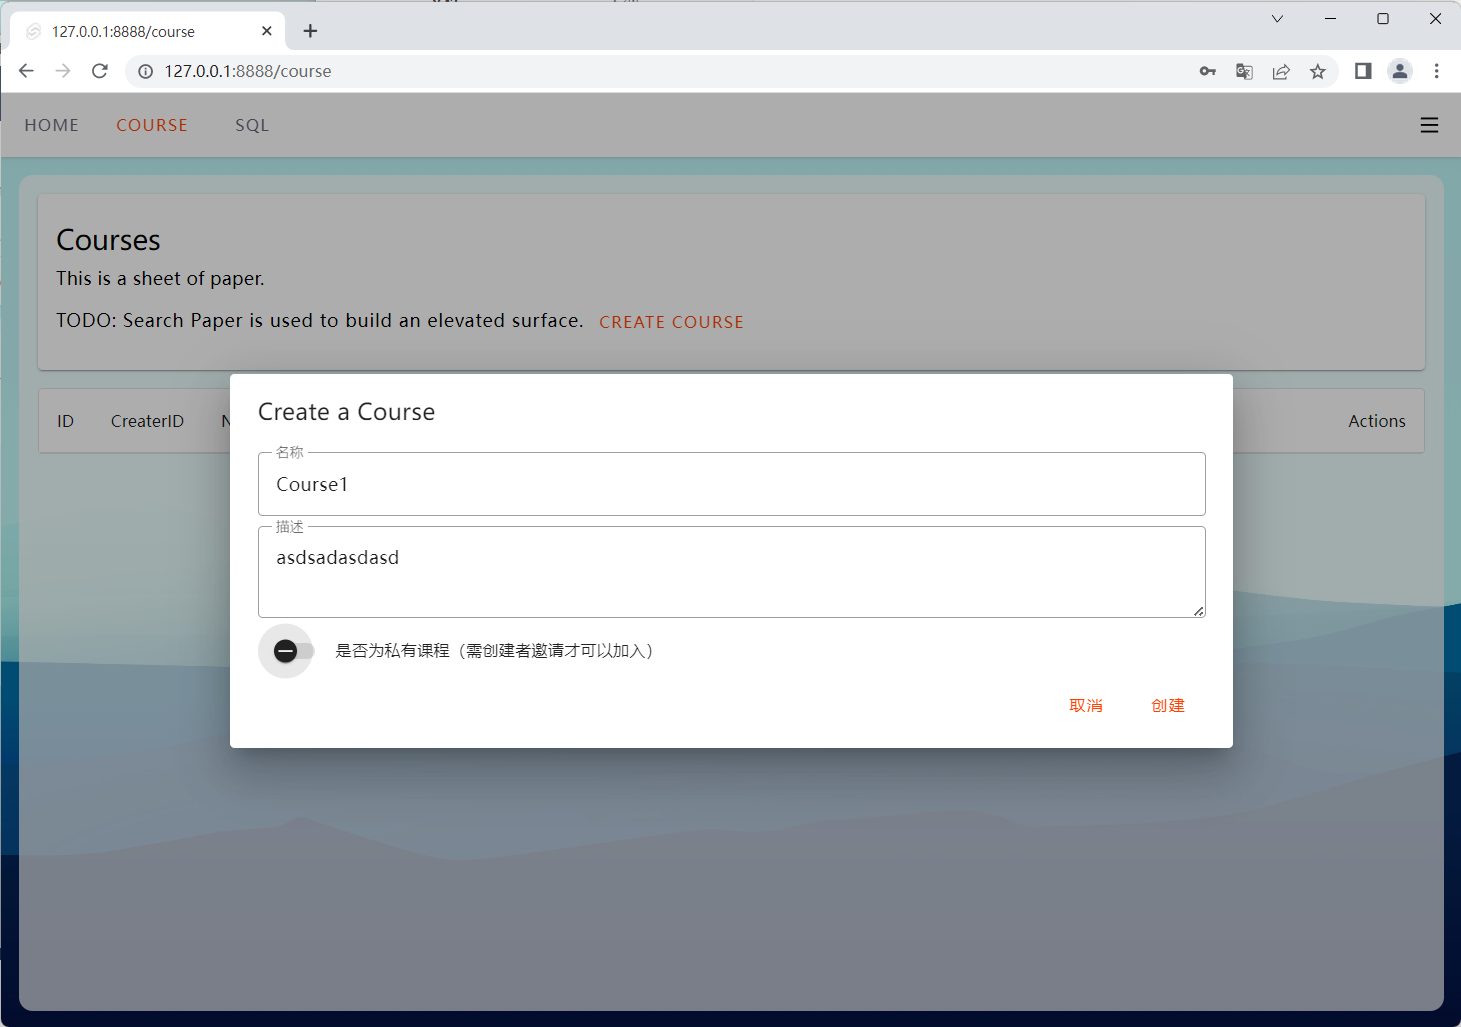 127.0.0.1:8888/course
127.0.0.1:8888/course
HOME COURSE SQL
Courses
This is a sheet of paper.
TODO: Search Paper is used to build an elevated surface. CREATE COURSE
ID CreaterID N Actions
Create a Course
名称
Course1
描述
asdsadasdasd
是否为私有课程（需创建者邀请才可以加入）
取消 创建